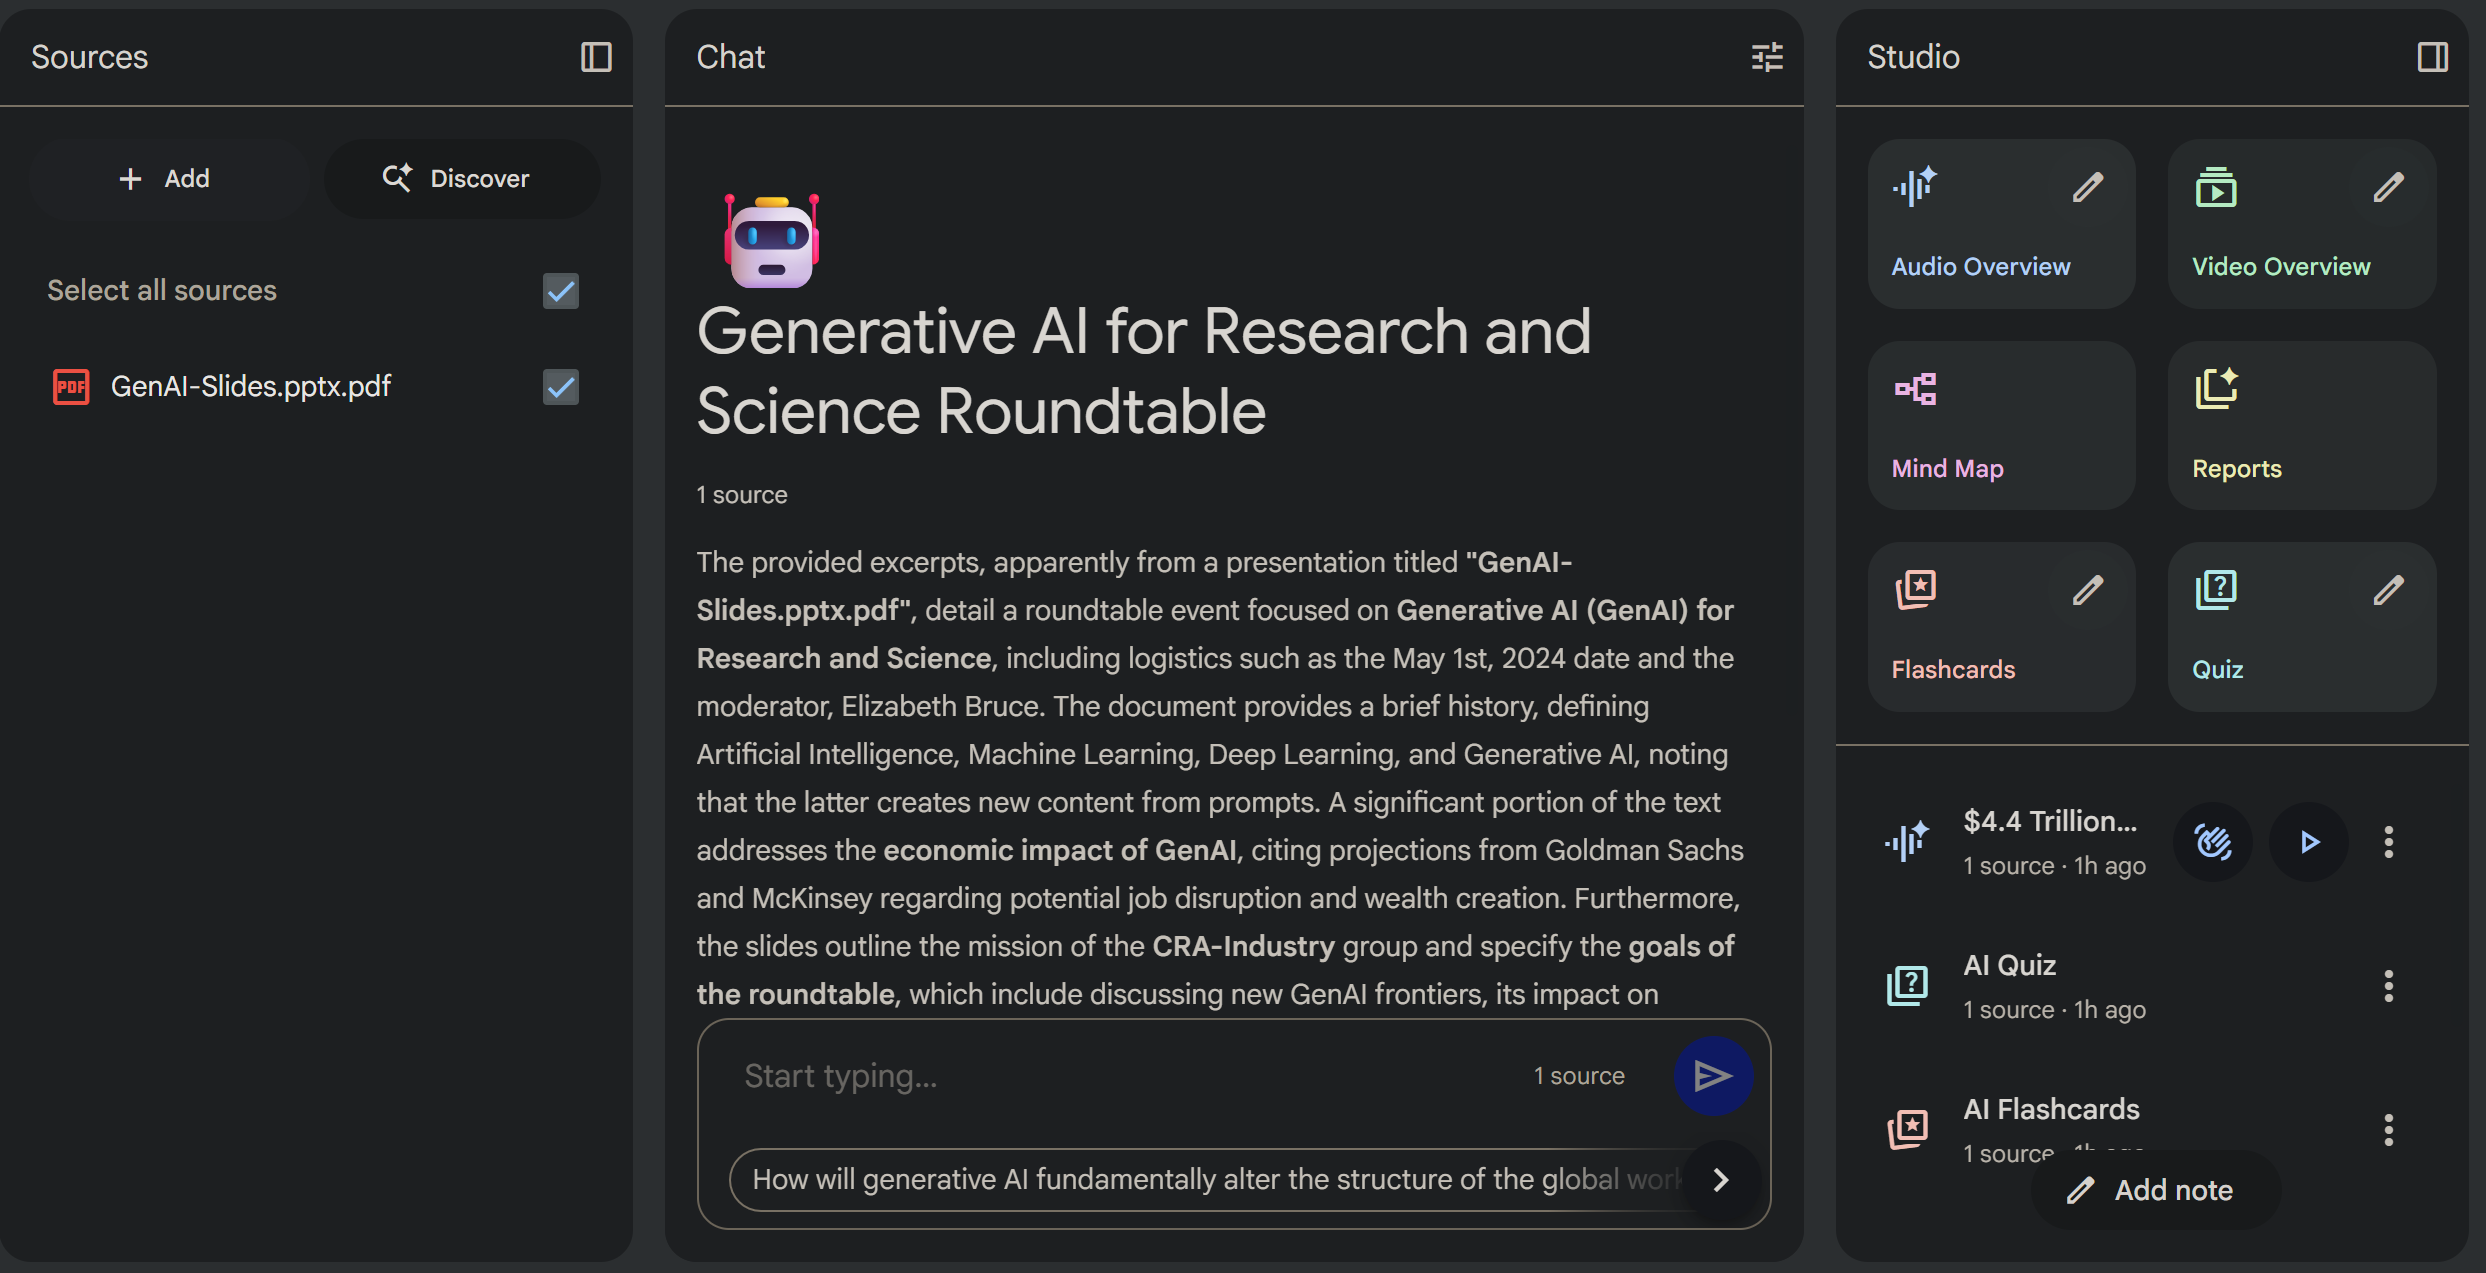 Sources
Add
Discover
Select all sources
PDF
GenAI-Slides.pptx.pdf
Chat
Generative AI for Research and
Science Roundtable
1 source
The provided excerpts, apparently from a presentation titled "GenAI-
Slides.pptx.pdf", detail a roundtable event focused on Generative AI (GenAI) for
Research and Science, including logistics such as the May 1st, 2024 date and the
moderator, Elizabeth Bruce. The document provides a brief history, defining
Artificial Intelligence, Machine Learning, Deep Learning, and Generative AI, noting
that the latter creates new content from prompts. A significant portion of the text
addresses the economic impact of GenAI, citing projections from Goldman Sachs
and McKinsey regarding potential job disruption and wealth creation. Furthermore,
the slides outline the mission of the CRA-Industry group and specify the goals of
the roundtable, which include discussing new GenAI frontiers, its impact on
Start typing...
1 source
How will generative AI fundamentally alter the structure of the global
Studio
Audio Overview
Video Overview
Mind Map
Reports
Flashcards
Quiz
$4.4 Trillion...
1 source · 1h ago
AI Quiz
1 source · 1h ago
AI Flashcards
1 source
Add note